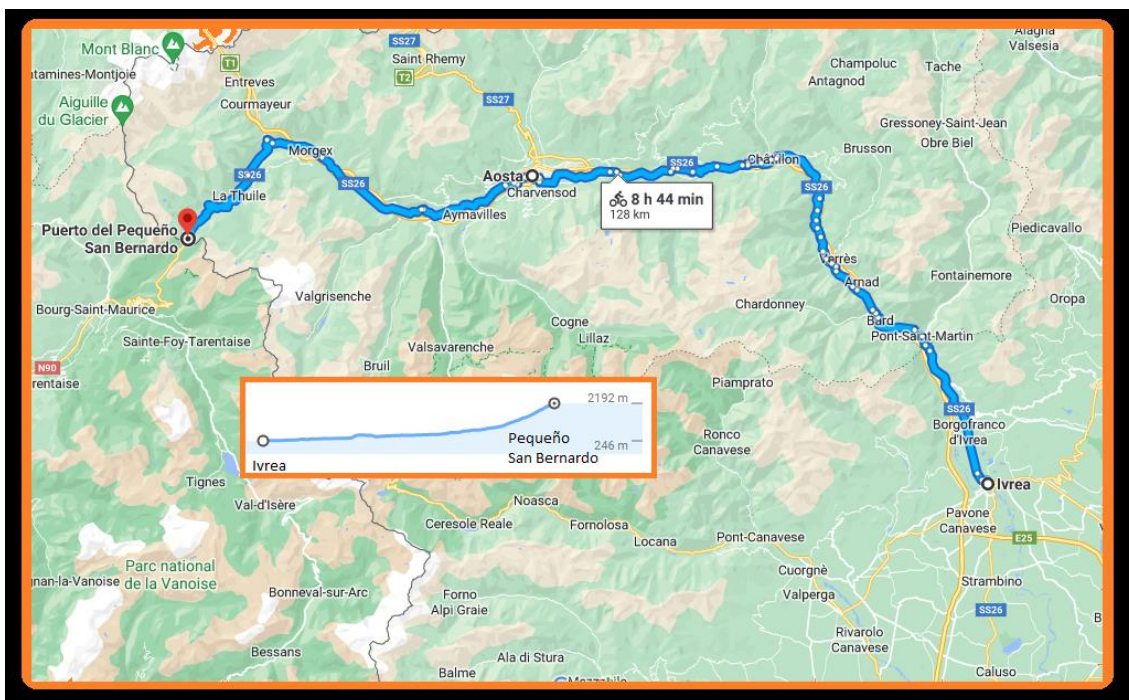 Mont Blanc
SS27
Saint Rhemy
T1
T2
Alagna
Valsesia
Champoluc
Tache
Entreves
Antagnod
Aiguille
du Glacier
Courmayeur
SS27
Gressoney-Saint-Jean
Obre Biel
Brusson
Morgex
SS26
Châtillon
SS26
SS26
Aosta
Charvensod
SS26
La Thuile
8 h 44 min
128 km
Aymavilles
Puerto del Pequeño
San Bernardo
Piedicavallo
Verrès
Arnad
Fontainemore
Oropa
Valgrisenche
Chardonney
Bourg-Saint-Maurice
Bard
Pont-Saint-Martin
Cogne
Lillaz
Sainte-Foy-Tarentaise
Valsavarenche
N90
Bruil
Piamprato
2192 m
SS26
Borgofranco
d'Ivrea
Ronco
Canavese
Pequeño
San Bernardo
246 m
Ivrea
Tignes
Ivrea
Val-d'Isère
Noasca
Pavone
Canavese
Ceresole Reale
Fornolosa
Locana
Pont-Canavese
E25
Parc national
de la Vanoise
Cuorgnè
Valperga
Strambino
Bonneval-sur-Arc
Forno
Alpi Graie
SS26
Rivarolo
Canavese
Bessans
Ala di Stura
Balme
Caluso